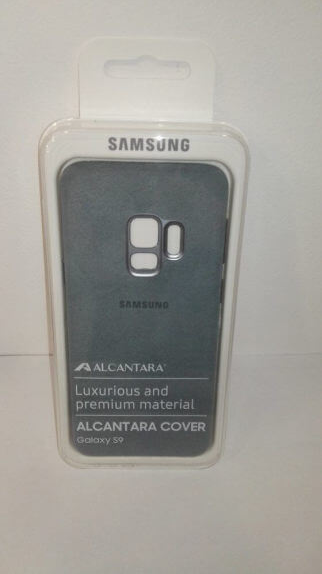 SAMSUNG
SAMSUNG
ALCANTARA®
Luxurious and
premium material
ALCANTARA COVER
Galaxy S9